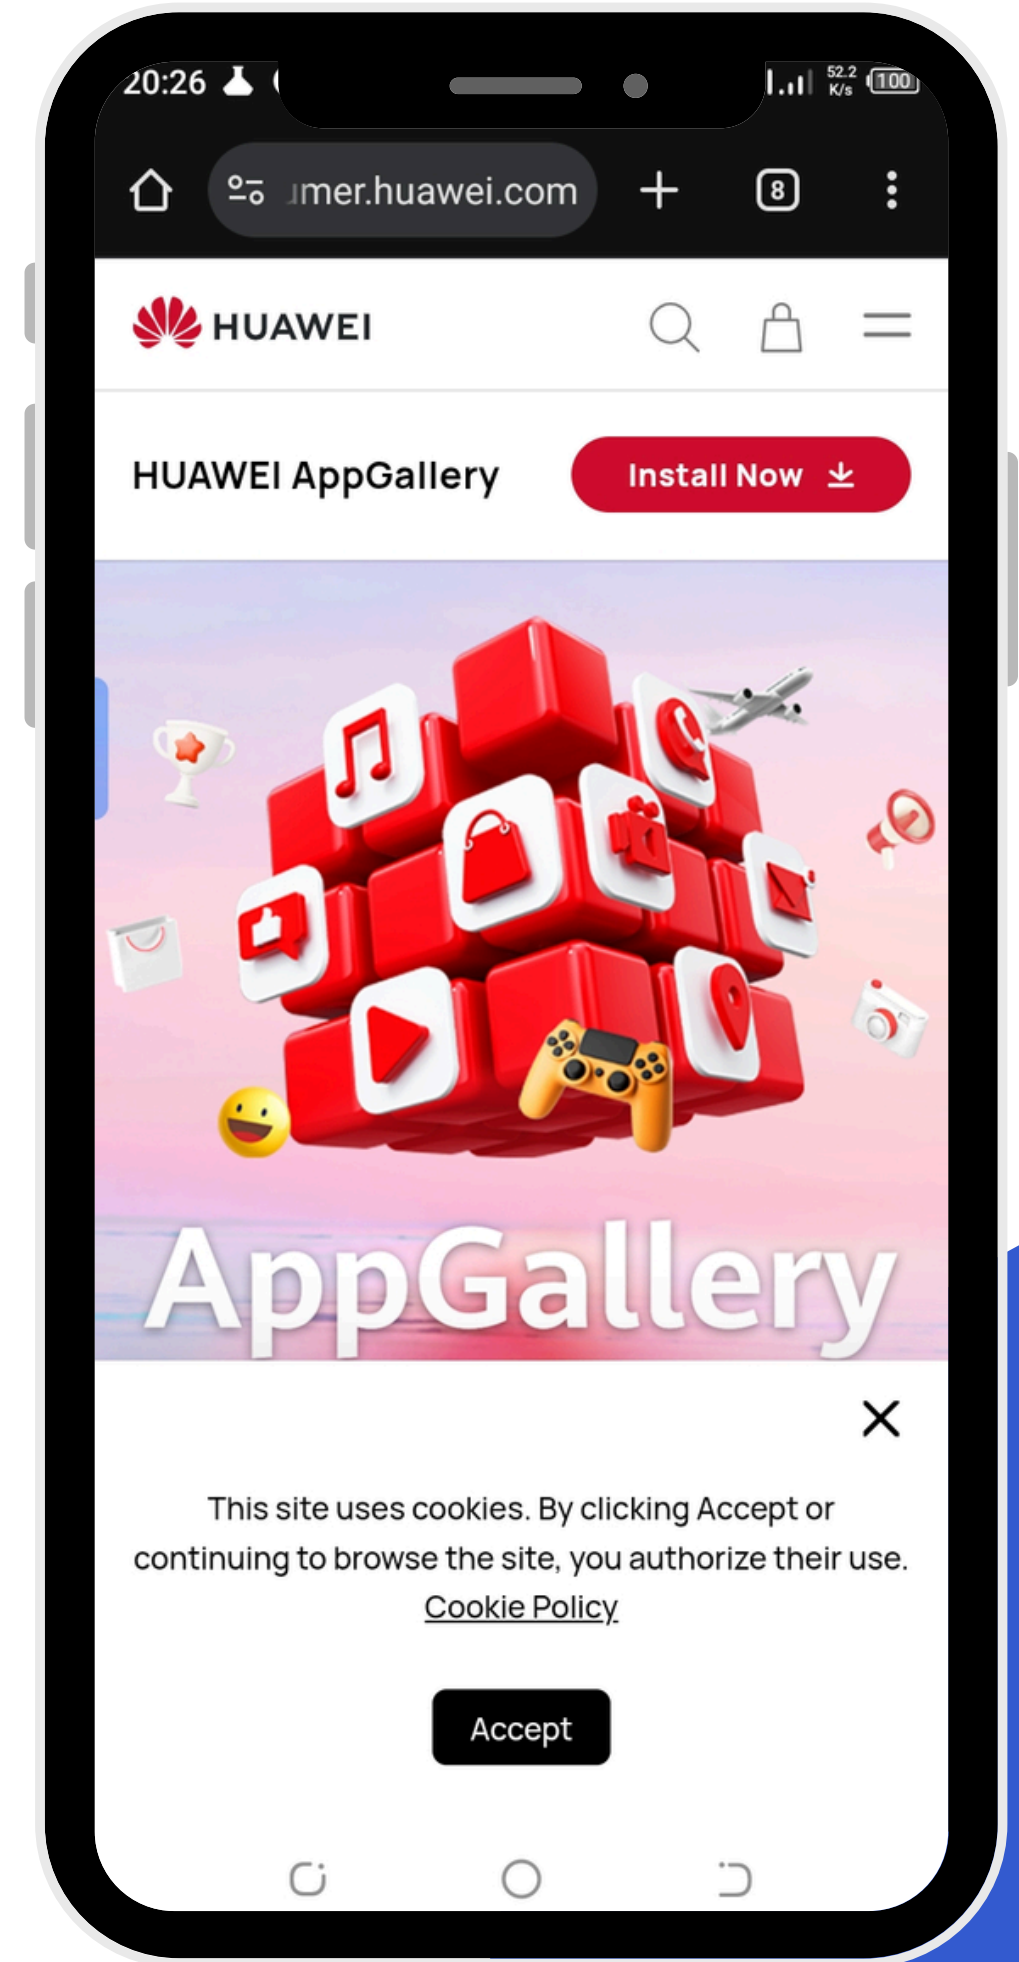 20:26
52.2
K/s
100
umer.huawei.com
8
HUAWEI
HUAWEI AppGallery
Install Now
AppGallery
This site uses cookies. By clicking Accept or
continuing to browse the site, you authorize their use.
Cookie Policy
Accept